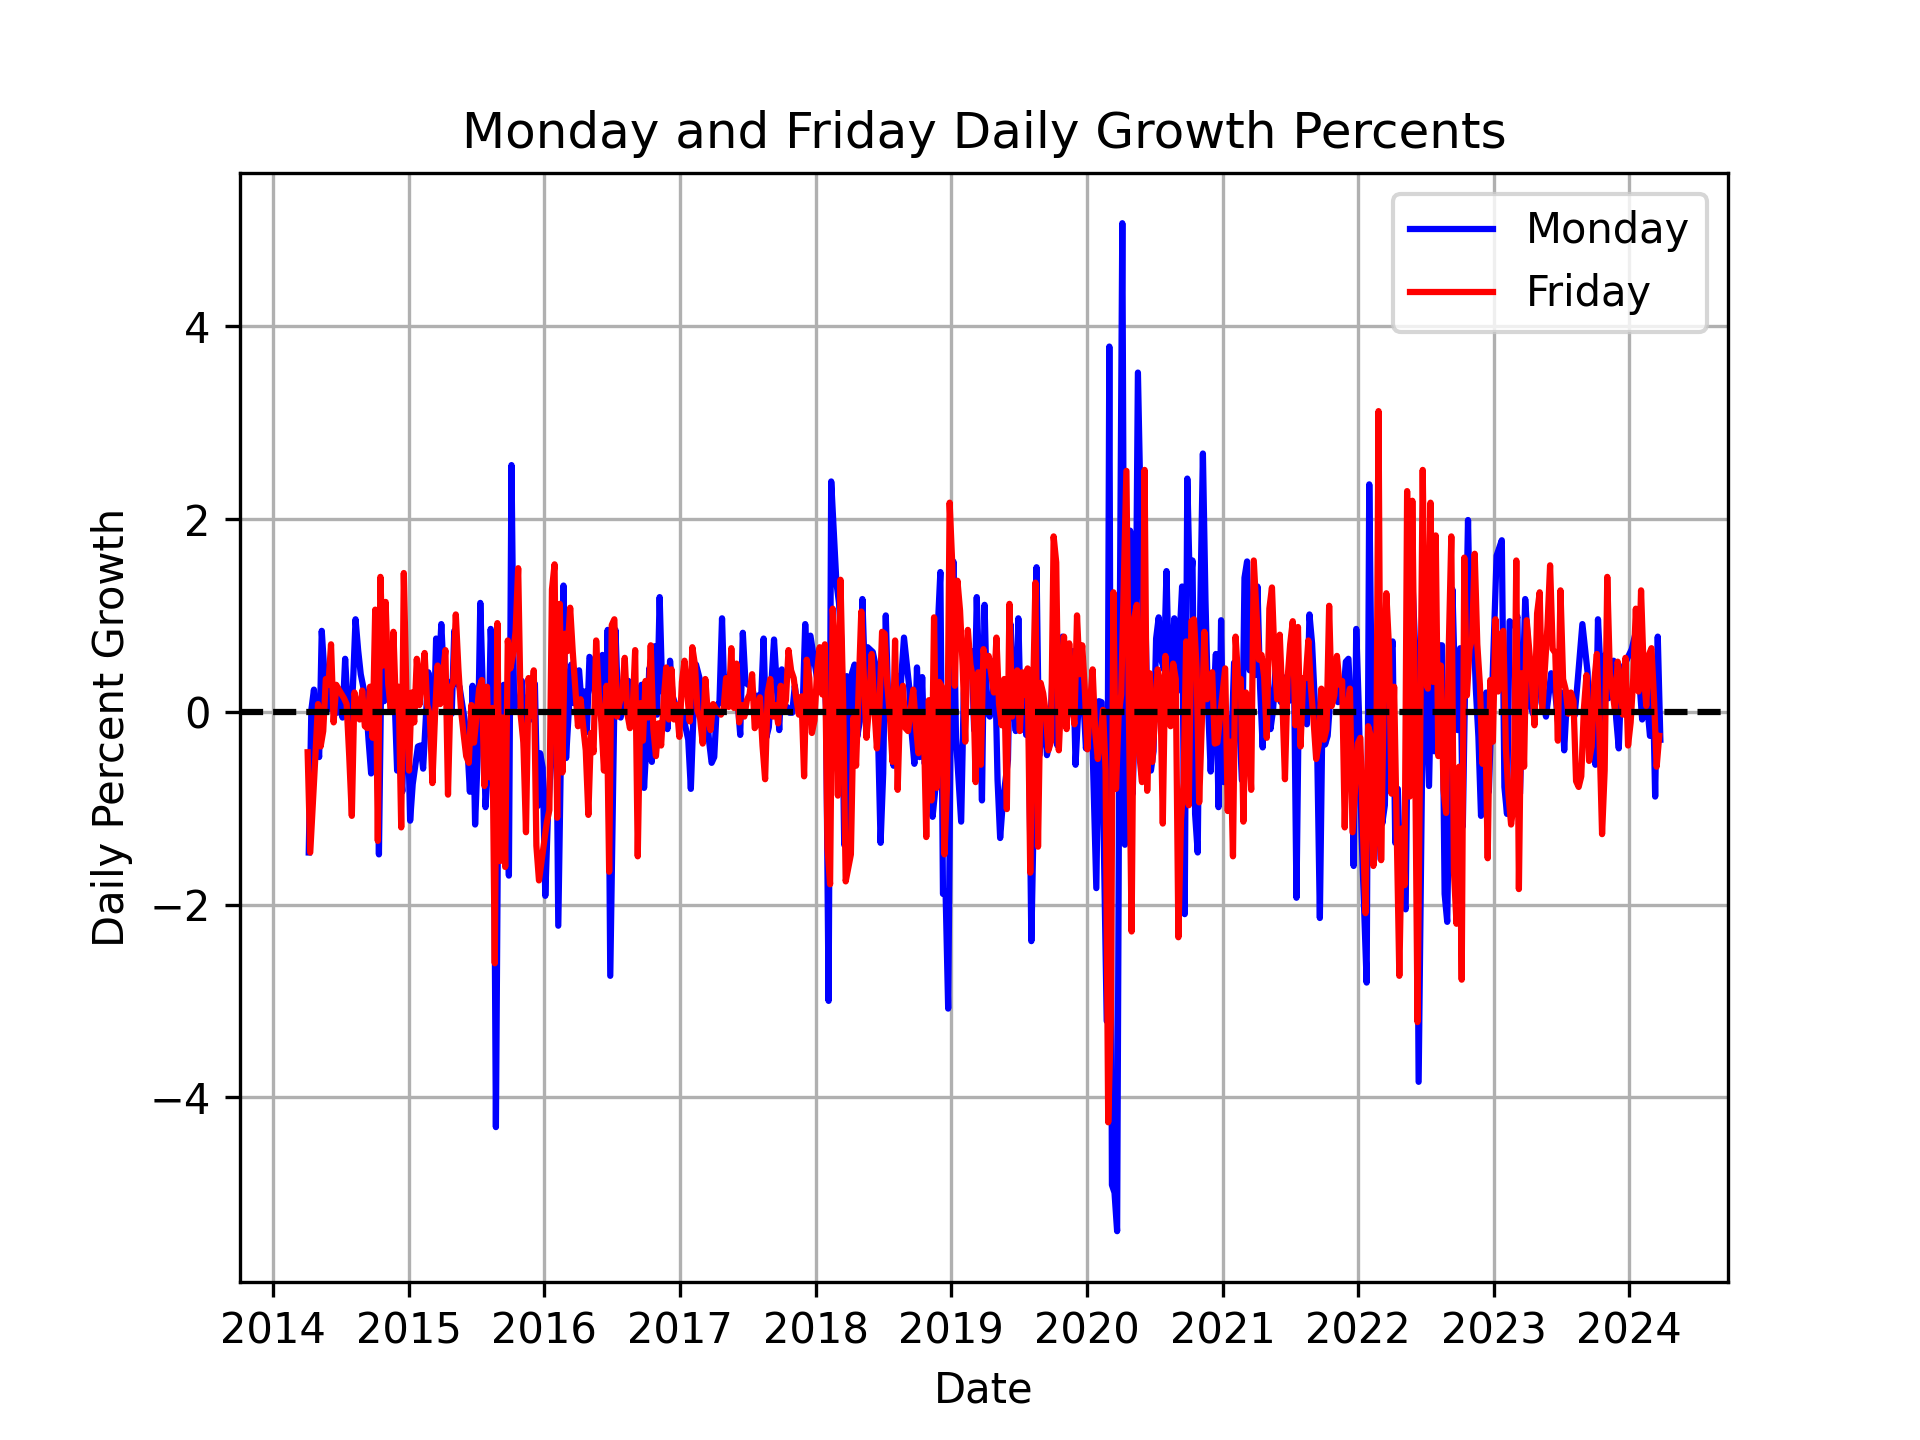 Monday and Friday Daily Growth Percents
Monday
Friday
Daily Percent Growth
4
2
0
−2
−4
2014 2015 2016 2017 2018 2019 2020 2021 2022 2023 2024
Date